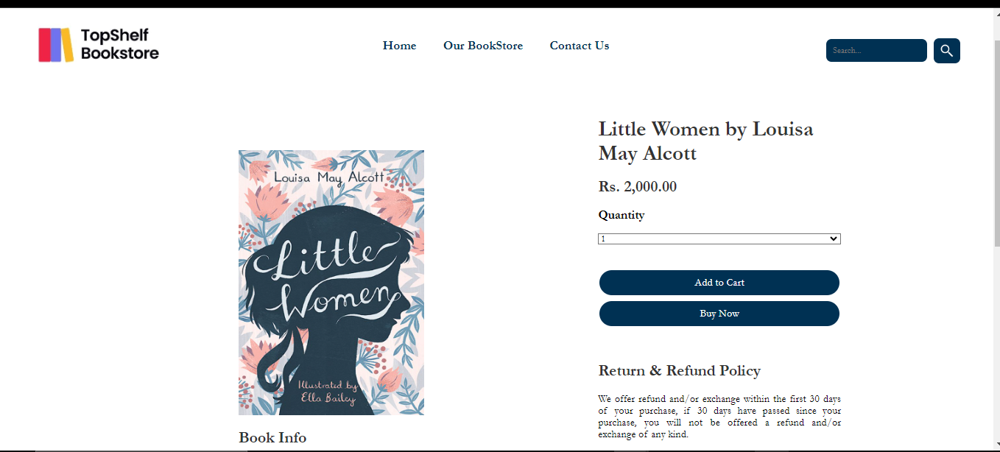 TopShelf
Bookstore
Home
Our BookStore
Contact Us
Search...
Louisa May Alcott
Little
Women
Illustrated by
Ella Bailey
Book Info
Little Women by Louisa
May Alcott
Rs. 2,000.00
Quantity
1
Add to Cart
Buy Now
Return & Refund Policy
We offer refund and/or exchange within the first 30 days
of your purchase, if 30 days have passed since your
purchase, you will not be offered a refund and/or
exchange of any kind.